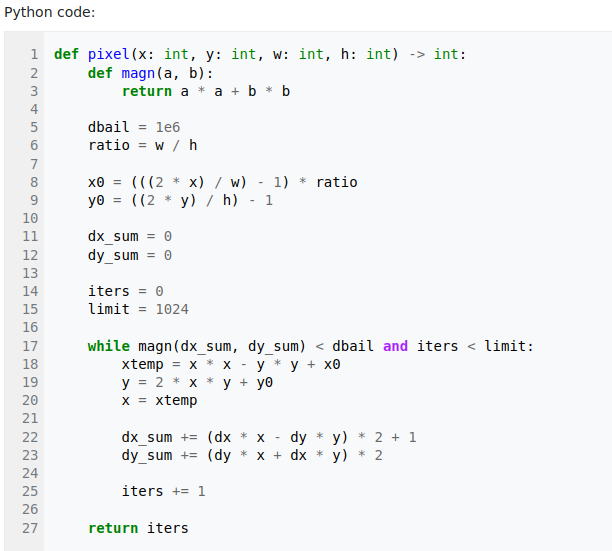 Python code:
1 def pixel(x: int, y: int, w: int, h: int) -> int:
2     def magn(a, b):
3         return a * a + b * b
4
5     dbail = 1e6
6     ratio = w / h
7
8     x0 = (((2 * x) / w) - 1) * ratio
9     y0 = ((2 * y) / h) - 1
10
11     dx_sum = 0
12     dy_sum = 0
13
14     iters = 0
15     limit = 1024
16
17     while magn(dx_sum, dy_sum) < dbail and iters < limit:
18         xtemp = x * x - y * y + x0
19         y = 2 * x * y + y0
20         x = xtemp
21
22         dx_sum += (dx * x - dy * y) * 2 + 1
23         dy_sum += (dy * x + dx * y) * 2
24
25         iters += 1
26
27     return iters